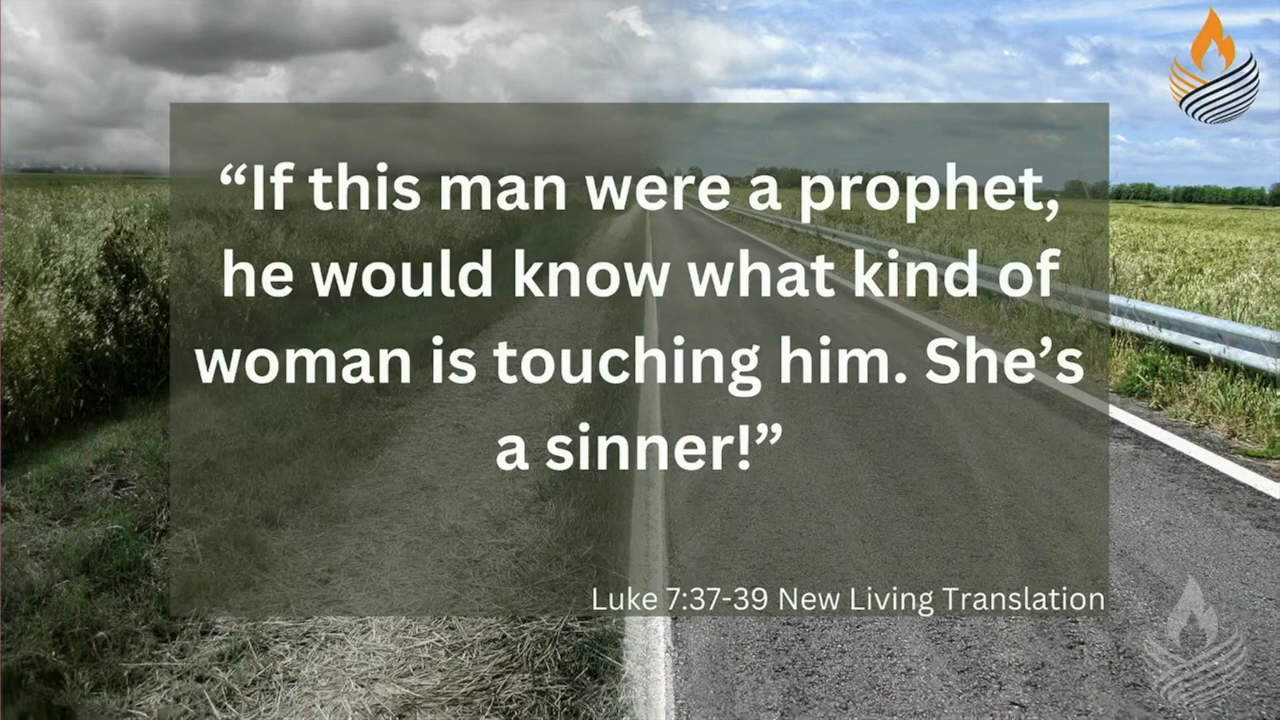 “If this man were a prophet,
he would know what kind of
woman is touching him. She’s
a sinner!”
Luke 7:37-39 New Living Translation